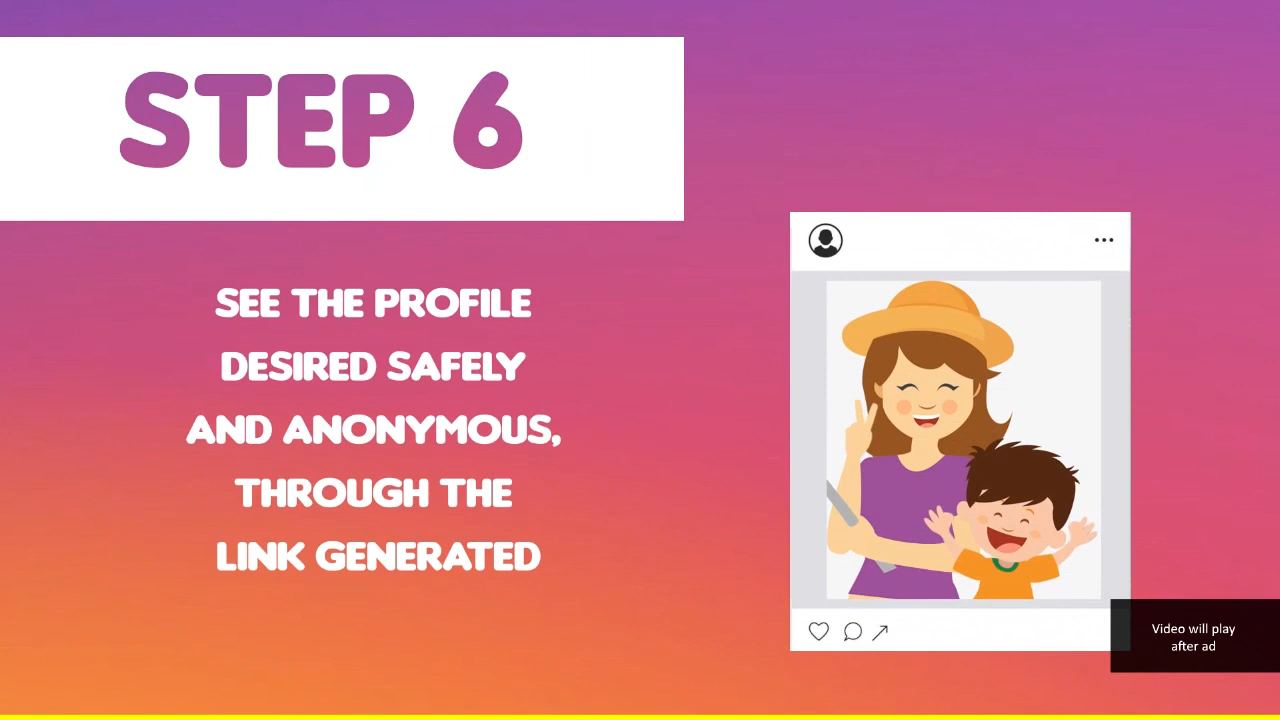 STEP 6
SEE THE PROFILE
DESIRED SAFELY
AND ANONYMOUS,
THROUGH THE
LINK GENERATED
Video will play
after ad